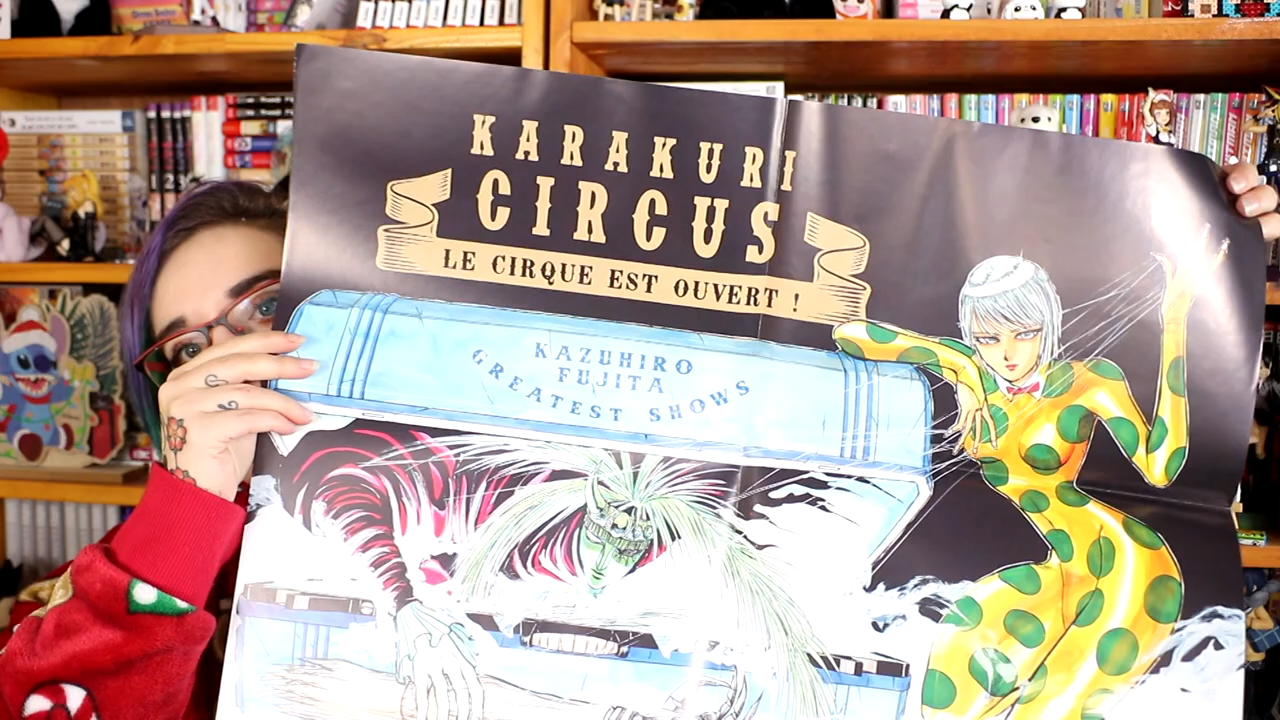 KARAKURI
CIRCUS
LE CIRQUE EST OUVERT !
KAZUHIRO
FUJITA
GREATEST SHOWS